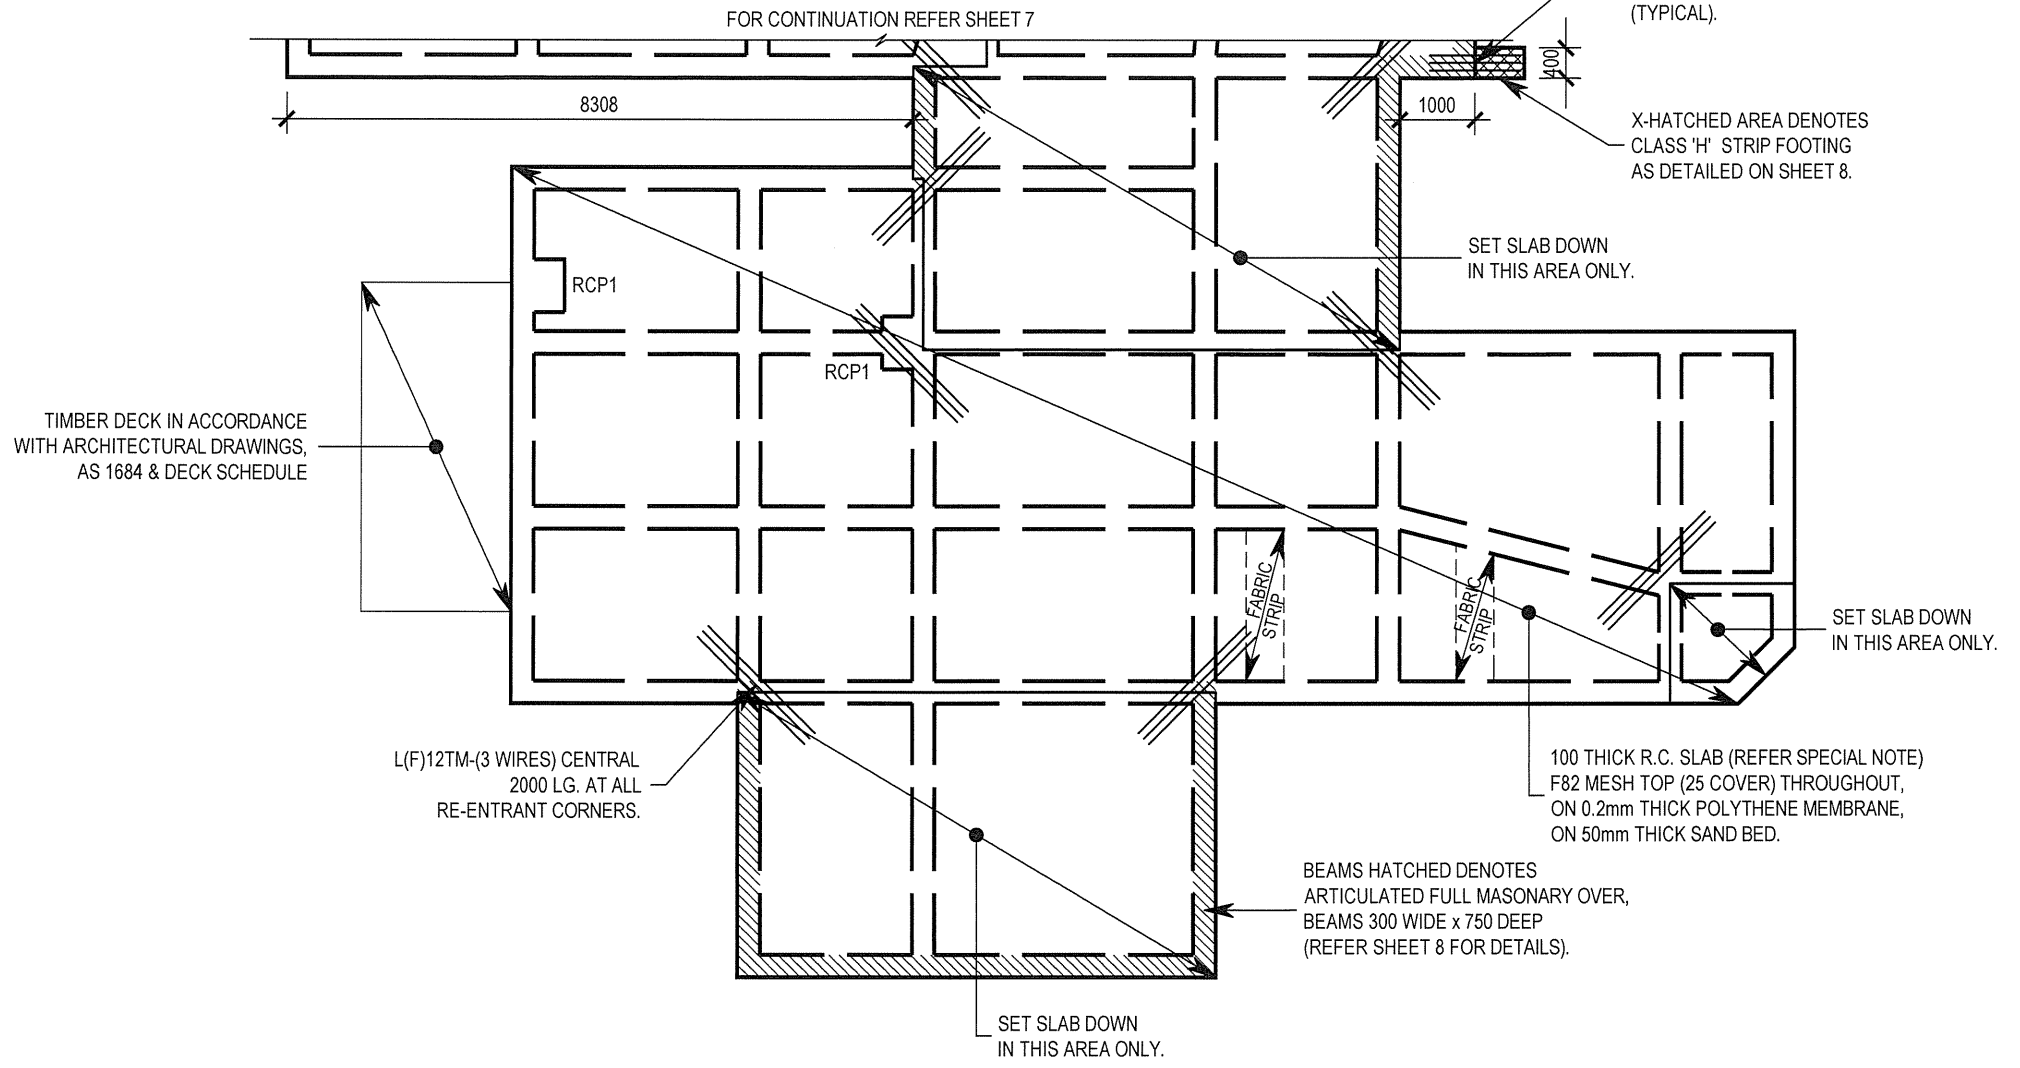 FOR CONTINUATION REFER SHEET 7
(TYPICAL).
400
8308
1000
X-HATCHED AREA DENOTES
CLASS 'H' STRIP FOOTING
AS DETAILED ON SHEET 8.
SET SLAB DOWN
IN THIS AREA ONLY.
RCP1
RCP1
TIMBER DECK IN ACCORDANCE
WITH ARCHITECTURAL DRAWINGS,
AS 1684 & DECK SCHEDULE
FABRIC
STRIP
FABRIC
STRIP
SET SLAB DOWN
IN THIS AREA ONLY.
L(F)12TM-(3 WIRES) CENTRAL
2000 LG. AT ALL
RE-ENTRANT CORNERS.
100 THICK R.C. SLAB (REFER SPECIAL NOTE)
F82 MESH TOP (25 COVER) THROUGHOUT,
ON 0.2mm THICK POLYTHENE MEMBRANE,
ON 50mm THICK SAND BED.
BEAMS HATCHED DENOTES
ARTICULATED FULL MASONARY OVER,
BEAMS 300 WIDE x 750 DEEP
(REFER SHEET 8 FOR DETAILS).
SET SLAB DOWN
IN THIS AREA ONLY.